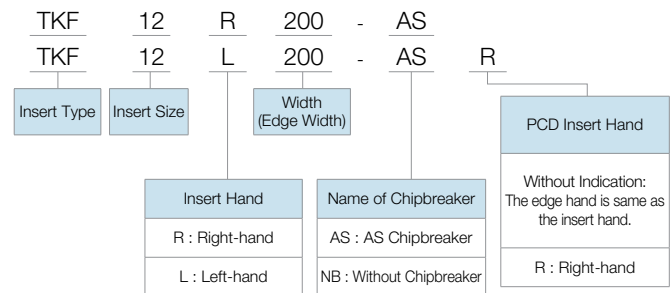 TKF 12 R 200 - AS
TKF 12 L 200 - AS R
Insert Type
Insert Size
Width
(Edge Width)
PCD Insert Hand
Without Indication:
The edge hand is same as
the insert hand.
R : Right-hand
Insert Hand
R : Right-hand
L : Left-hand
Name of Chipbreaker
AS : AS Chipbreaker
NB : Without Chipbreaker